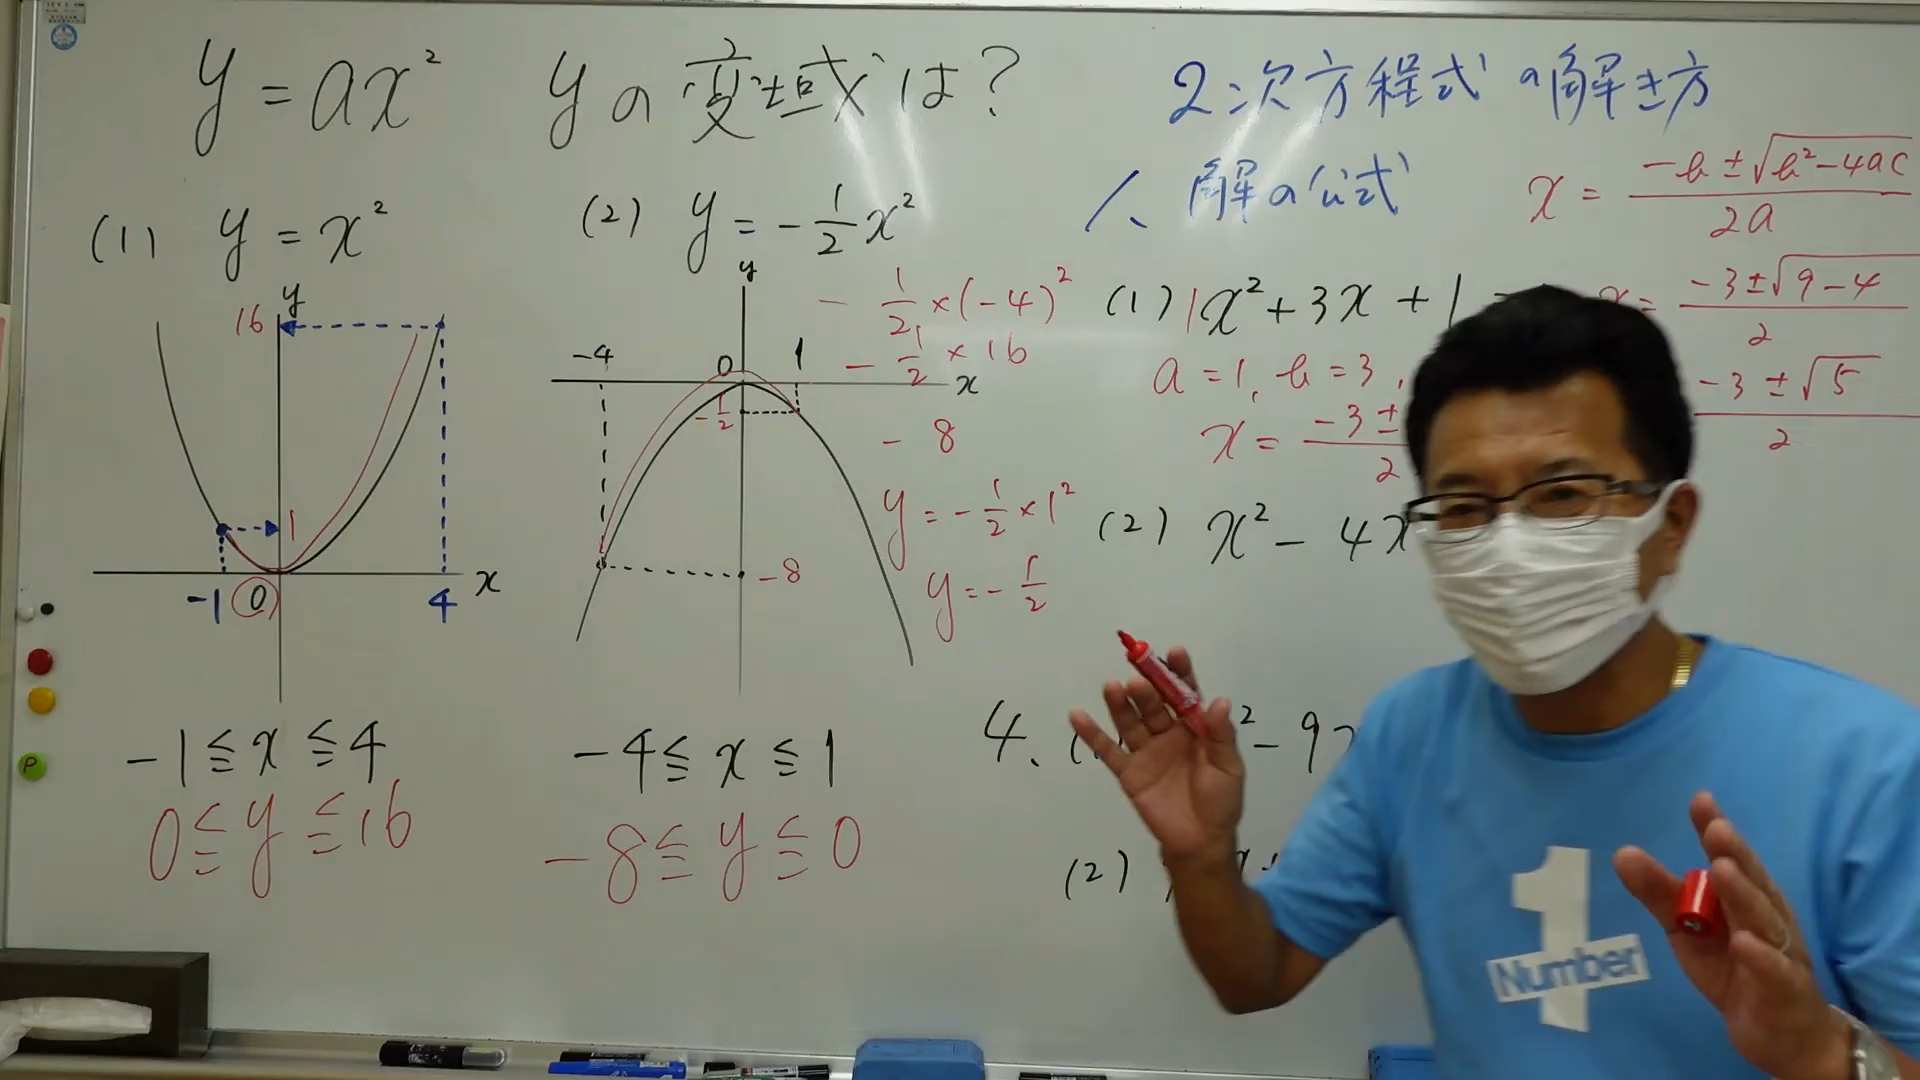 y = ax² yの変域は?
(1) y = x²
y
16
1
-1 0 4 x
-1 ≦ x ≦ 4
0 ≦ y ≦ 16
(2) y = -1/2 x²
y
-4 0 1 x
-1/2
-8
- 1/2 × (-4)²
- 1/2 × 16
- 8
y = -1/2 × 1²
y = -1/2
-4 ≦ x ≦ 1
-8 ≦ y ≦ 0
2次方程式の解き方
1、解の公式 x = (-b ± √(b² - 4ac))/2a
(1) 1x² + 3x + 1
x = (-3 ± √(9 - 4))/2
a = 1, b = 3,
-3 ± √5/2
x = -3 ± /2
(2) x² - 4x
4、(
² - 9x
(2)
P
1
Number